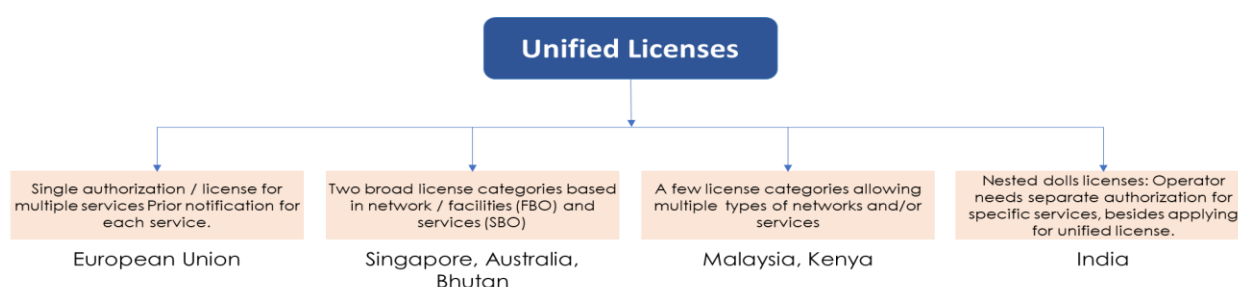 Unified Licenses
Single authorization / license for
multiple services Prior notification for
each service.
Two broad license categories based
in network / facilities (FBO) and
services (SBO)
A few license categories allowing
multiple types of networks and/or
services
Nested dolls licenses: Operator
needs separate authorization for
specific services, besides applying
for unified license.
European Union
Singapore, Australia,
Bhutan
Malaysia, Kenya
India